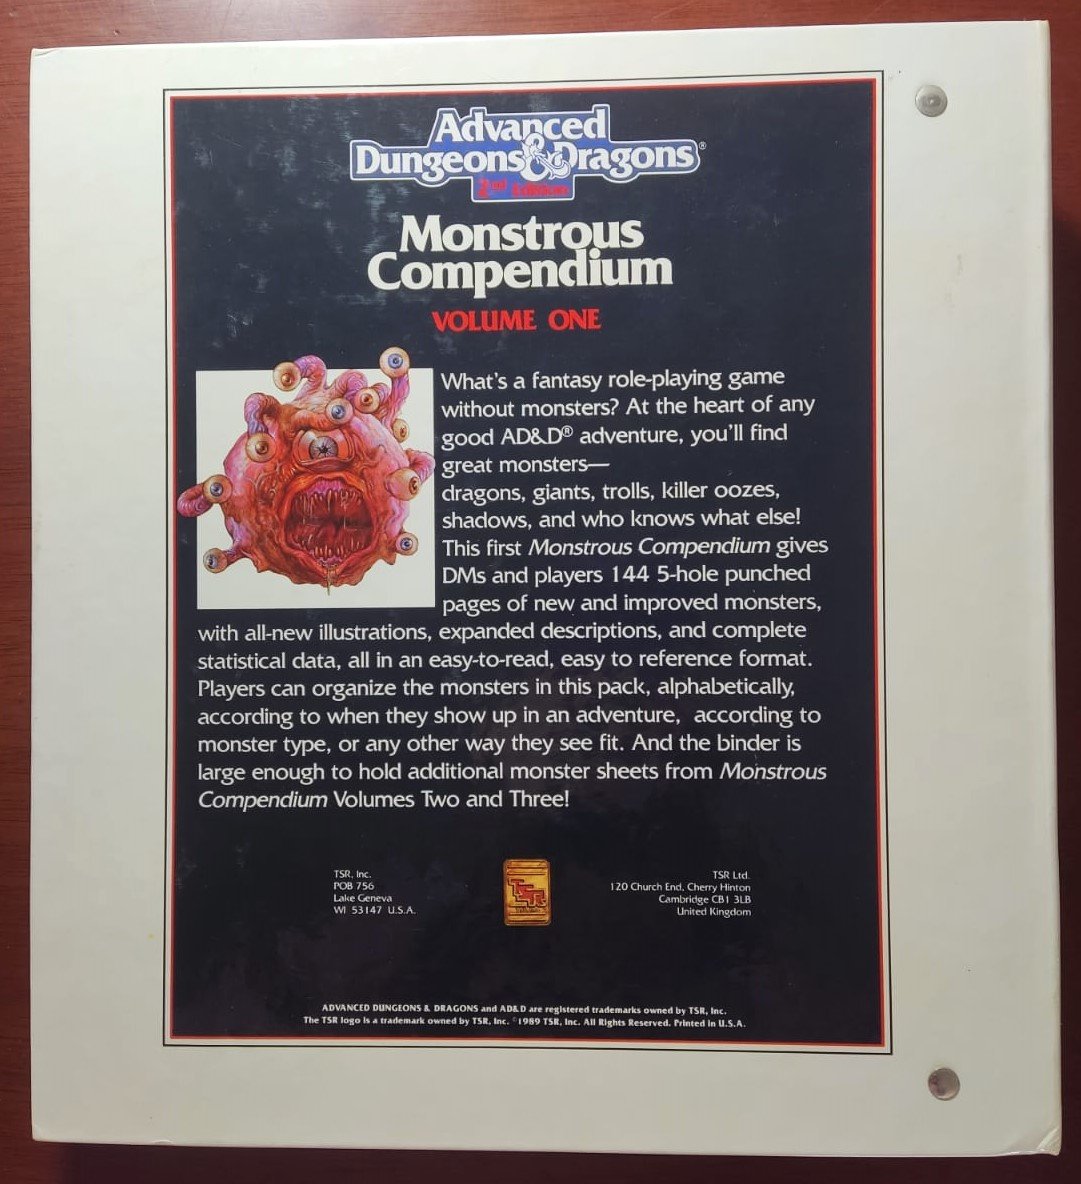 Advanced
Dungeons & Dragons®
2nd Edition
Monstrous
Compendium
VOLUME ONE
What's a fantasy role-playing game
without monsters? At the heart of any
good AD&D® adventure, you'll find
great monsters—
dragons, giants, trolls, killer oozes,
shadows, and who knows what else!
This first Monstrous Compendium gives
DMs and players 144 5-hole punched
pages of new and improved monsters,
with all-new illustrations, expanded descriptions, and complete
statistical data, all in an easy-to-read, easy to reference format.
Players can organize the monsters in this pack, alphabetically,
according to when they show up in an adventure, according to
monster type, or any other way they see fit. And the binder is
large enough to hold additional monster sheets from Monstrous
Compendium Volumes Two and Three!
TSR, Inc.
POB 756
Lake Geneva
WI 53147 U.S.A.
TSR
TSR Ltd.
120 Church End, Cherry Hinton
Cambridge CB1 3LB
United Kingdom
ADVANCED DUNGEONS & DRAGONS and AD&D are registered trademarks owned by TSR, Inc.
The TSR logo is a trademark owned by TSR, Inc. ©1989 TSR, Inc. All Rights Reserved. Printed in U.S.A.